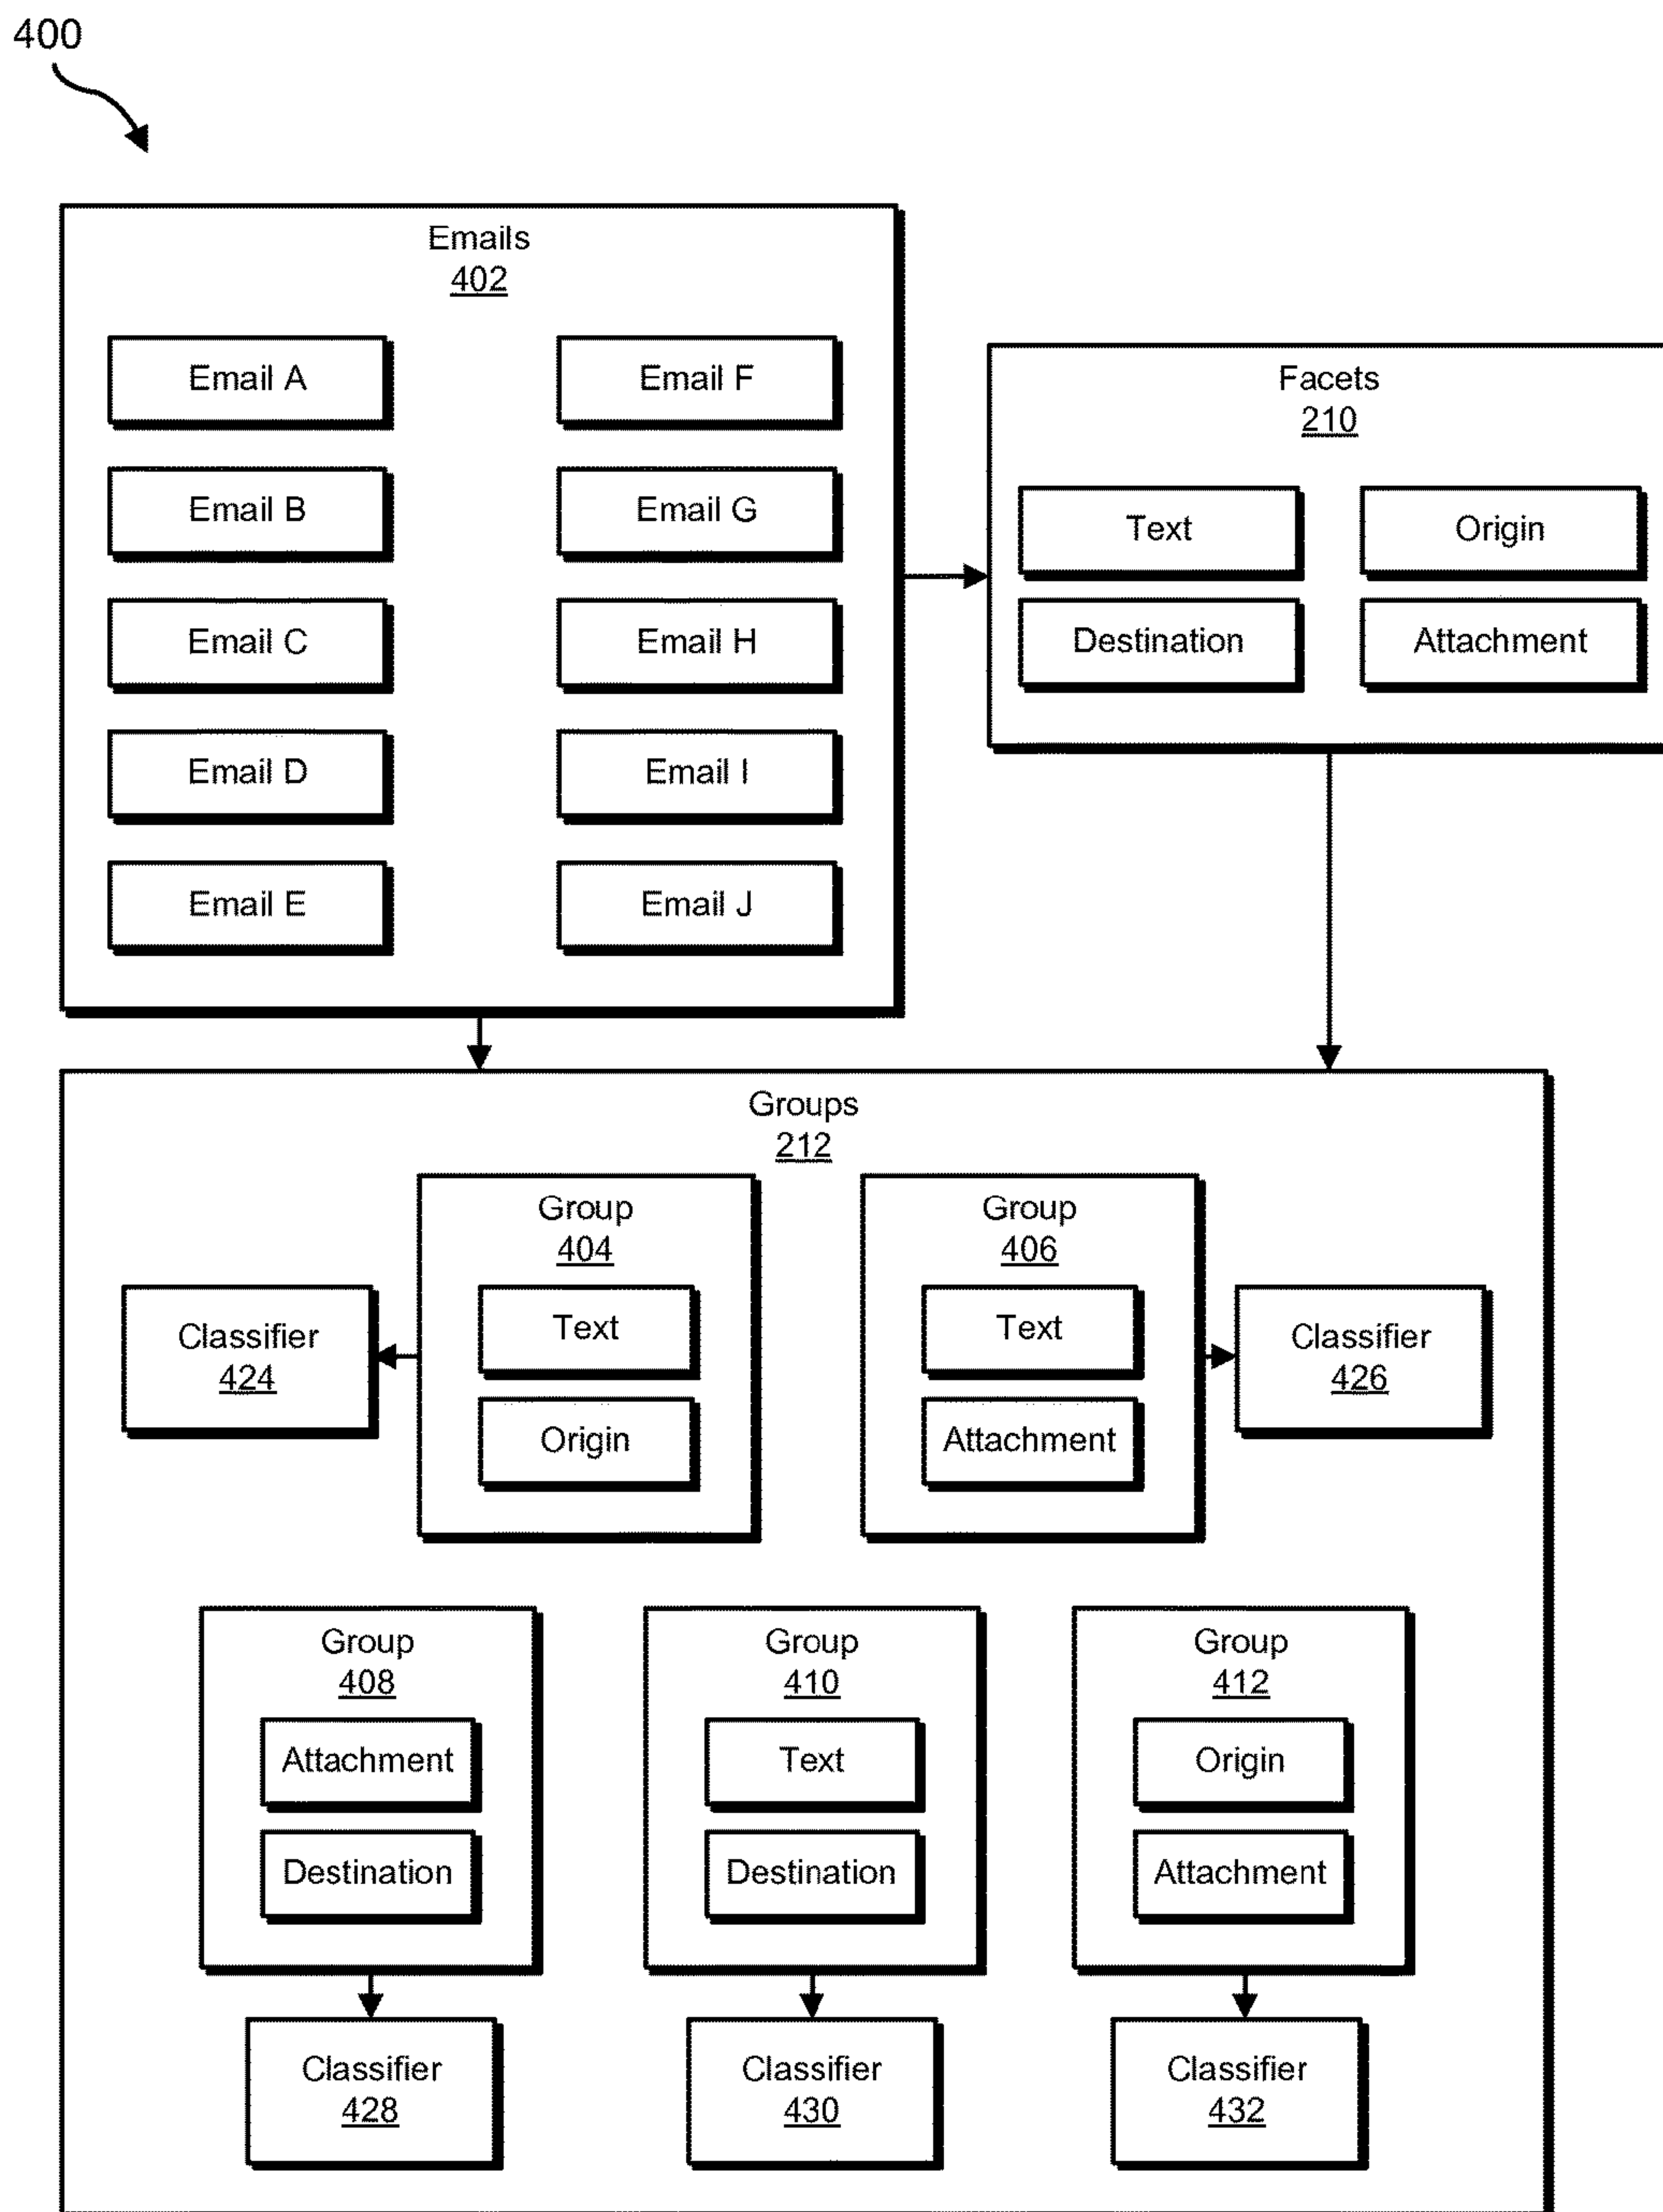 400
Emails
402
Email A
Email F
Email B
Email G
Email C
Email H
Email D
Email I
Email E
Email J
Facets
210
Text
Origin
Destination
Attachment
Groups
212
Group
404
Text
Origin
Classifier
424
Group
406
Text
Attachment
Classifier
426
Group
408
Attachment
Destination
Classifier
428
Group
410
Text
Destination
Classifier
430
Group
412
Origin
Attachment
Classifier
432